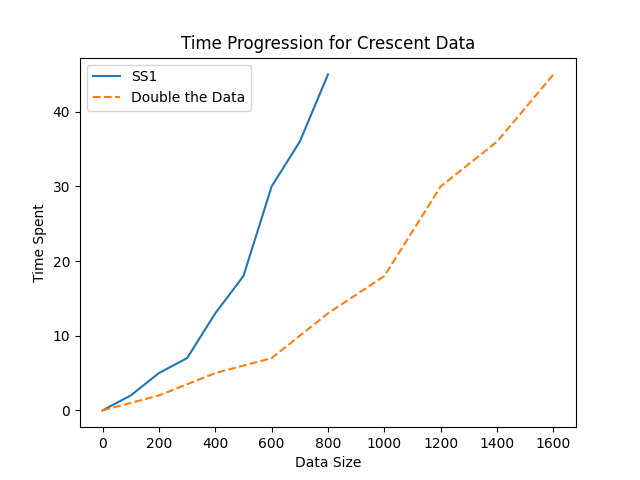 Time Progression for Crescent Data
SS1
Double the Data
Time Spent
40
30
20
10
0
0 200 400 600 800 1000 1200 1400 1600
Data Size